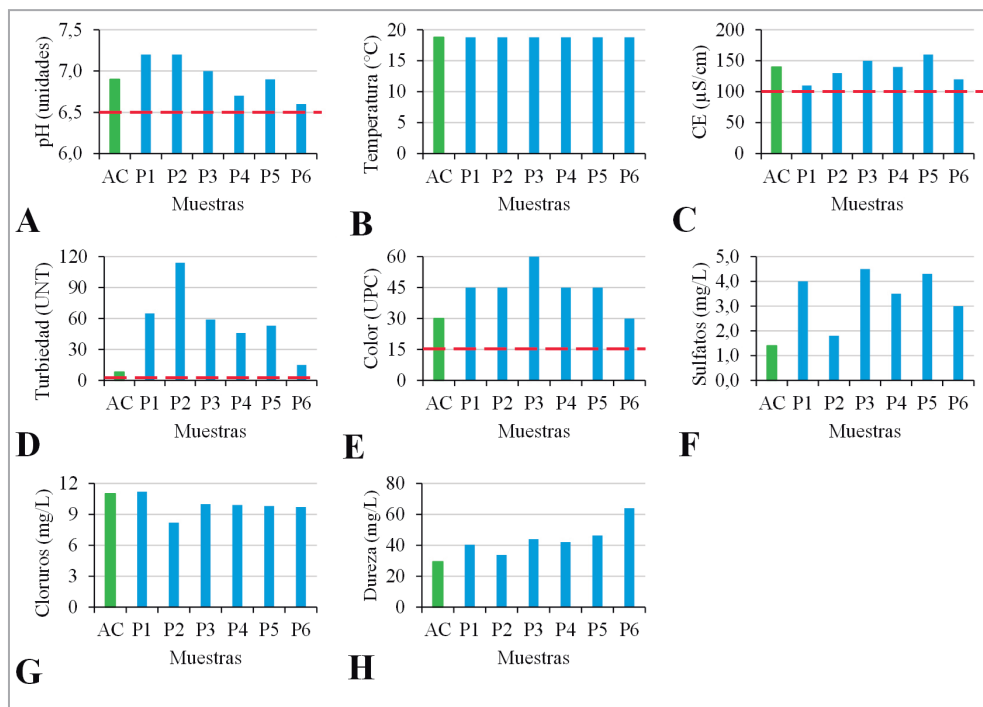 pH (unidades)
7,5
7,0
6,5
6,0
AC P1 P2 P3 P4 P5 P6
Muestras
A
Temperatura (°C)
20
15
10
5
0
AC P1 P2 P3 P4 P5 P6
Muestras
B
CE (µS/cm)
200
150
100
50
0
AC P1 P2 P3 P4 P5 P6
Muestras
C
Turbiedad (UNT)
120
90
60
30
0
AC P1 P2 P3 P4 P5 P6
Muestras
D
Color (UPC)
60
45
30
15
0
AC P1 P2 P3 P4 P5 P6
Muestras
E
Sulfatos (mg/L)
5,0
4,0
3,0
2,0
1,0
0,0
AC P1 P2 P3 P4 P5 P6
Muestras
F
Cloruros (mg/L)
12
9
6
3
0
AC P1 P2 P3 P4 P5 P6
Muestras
G
Dureza (mg/L)
80
60
40
20
0
AC P1 P2 P3 P4 P5 P6
Muestras
H